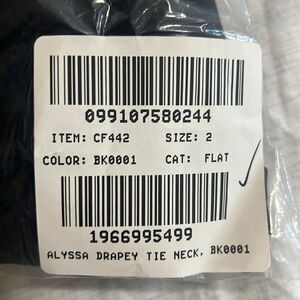 099107580244
ITEM: CF442 SIZE: 2
COLOR: BK0001 CAT: FLAT
1966995499
ALYSSA DRAPEY TIE NECK, BK0001